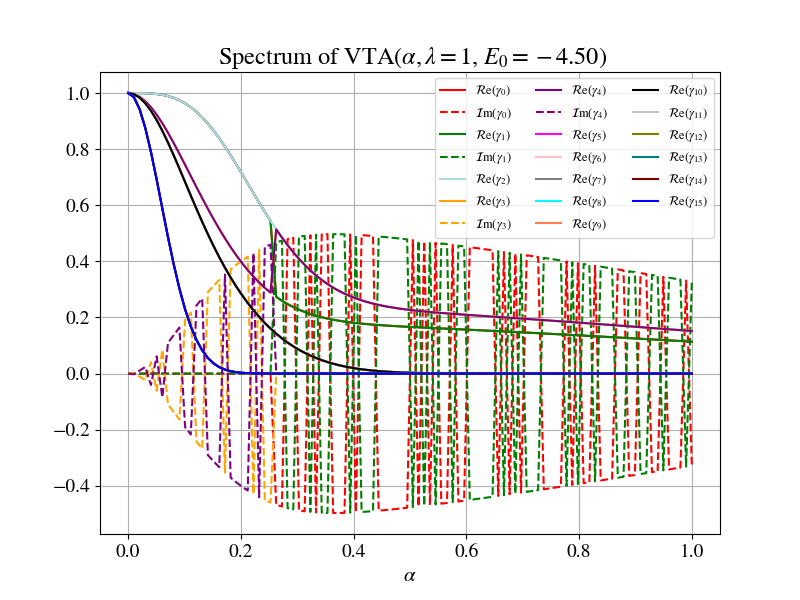 Spectrum of VTA(α, λ = 1, E₀ = −4.50)
1.0
0.8
0.6
0.4
0.2
0.0
−0.2
−0.4
0.0 0.2 0.4 0.6 0.8 1.0
α
ℛe(γ₀)
ℐm(γ₀)
ℛe(γ₁)
ℐm(γ₁)
ℛe(γ₂)
ℛe(γ₃)
ℐm(γ₃)
ℛe(γ₄)
ℐm(γ₄)
ℛe(γ₅)
ℛe(γ₆)
ℛe(γ₇)
ℛe(γ₈)
ℛe(γ₉)
ℛe(γ₁₀)
ℛe(γ₁₁)
ℛe(γ₁₂)
ℛe(γ₁₃)
ℛe(γ₁₄)
ℛe(γ₁₅)